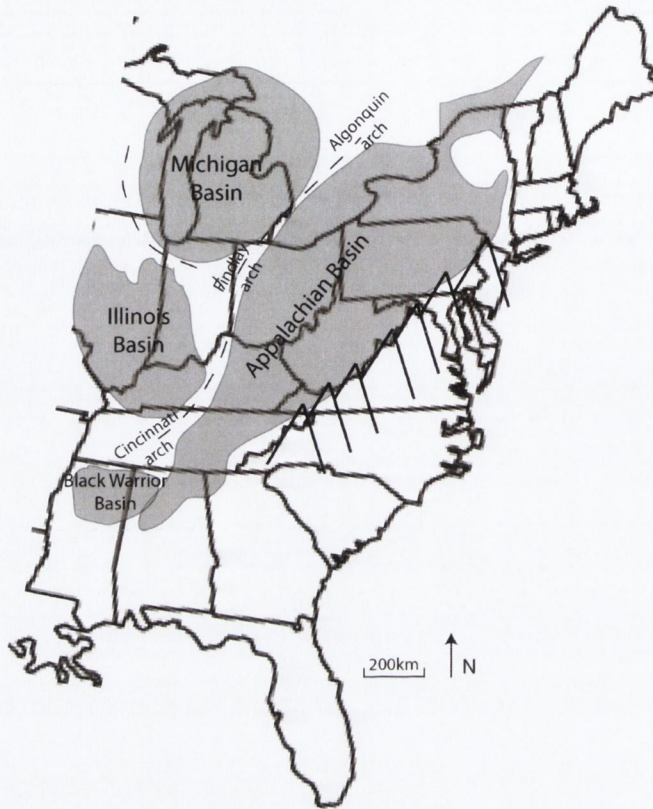 Algonquin
arch
Michigan
Basin
Findlay
arch
Appalachian Basin
Illinois
Basin
Cincinnati
arch
Black Warrior
Basin
200km
N